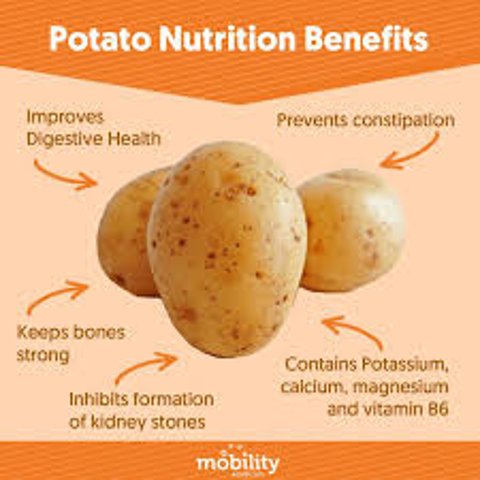 Potato Nutrition Benefits
Improves
Digestive Health
Prevents constipation
Keeps bones
strong
Contains Potassium,
calcium, magnesium
and vitamin B6
Inhibits formation
of kidney stones
mobility